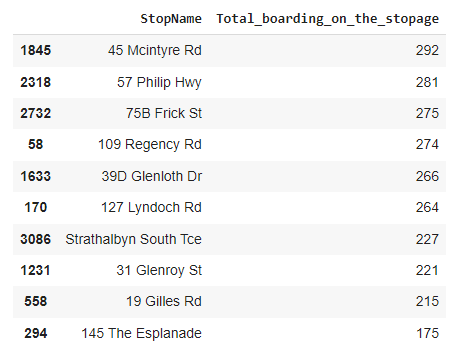 StopName Total_boarding_on_the_stopage
1845 45 Mcintyre Rd 292
2318 57 Philip Hwy 281
2732 75B Frick St 275
58 109 Regency Rd 274
1633 39D Glenloth Dr 266
170 127 Lyndoch Rd 264
3086 Strathalbyn South Tce 227
1231 31 Glenroy St 221
558 19 Gilles Rd 215
294 145 The Esplanade 175